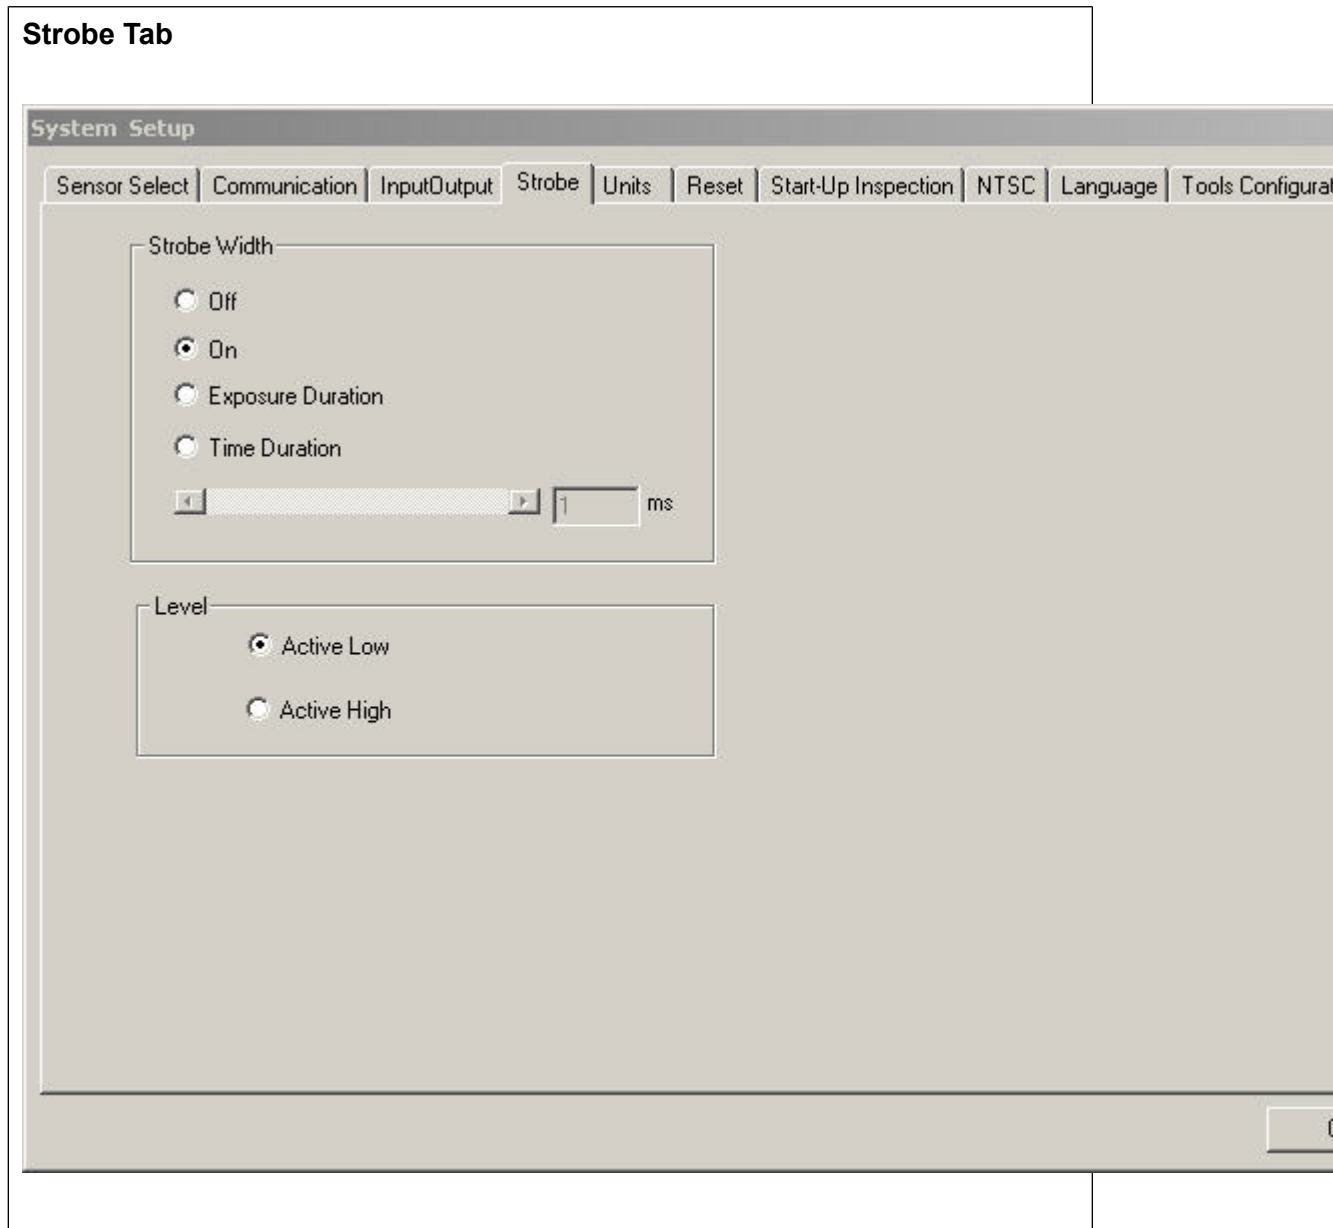 Strobe Tab
System Setup
Sensor Select Communication InputOutput Strobe Units Reset Start-Up Inspection NTSC Language Tools
Strobe Width
Off
On
Exposure Duration
Time Duration
1 ms
Level
Active Low
Active High